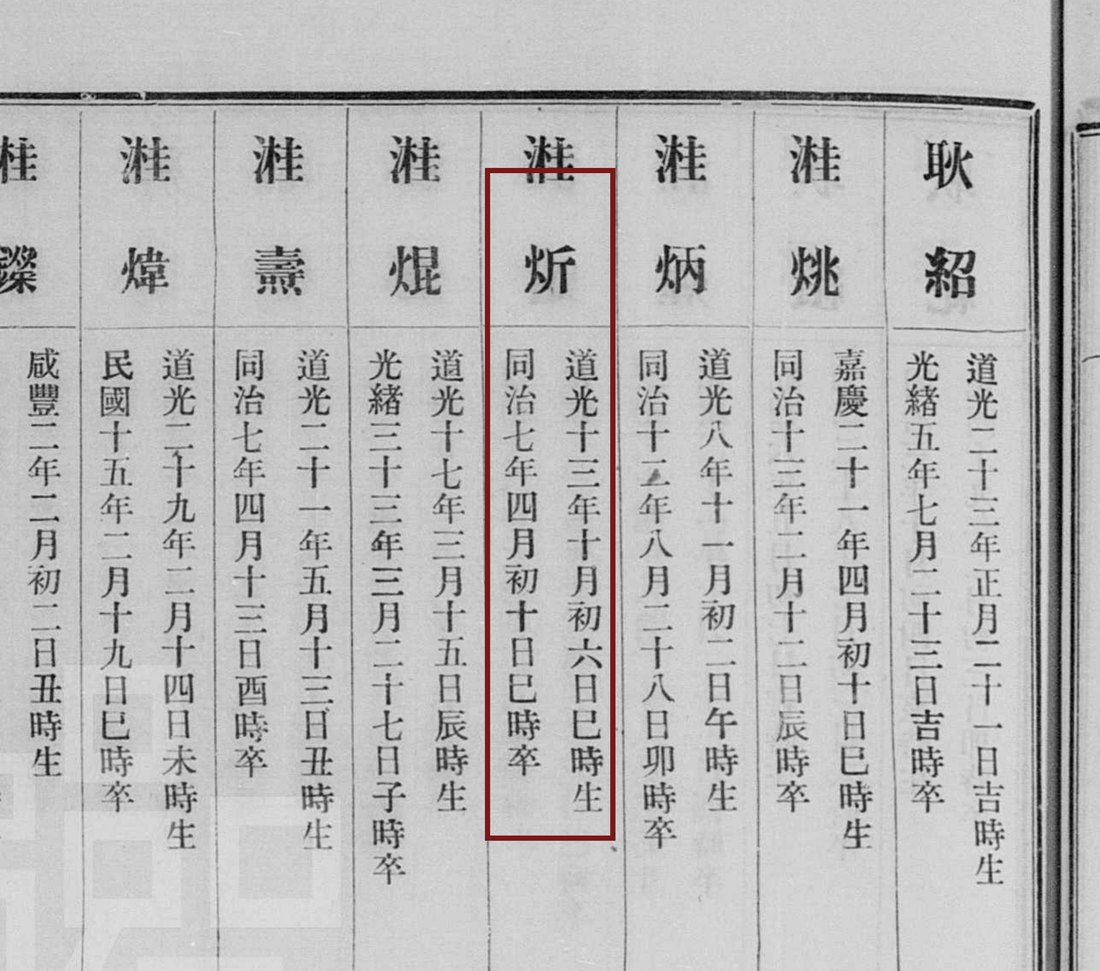 耿紹
道光二十三年正月二十一日吉時生
光緒五年七月二十三日吉時卒
溎烑
嘉慶二十一年四月初十日巳時生
同治十三年二月十二日辰時卒
溎炳
道光八年十一月初二日午時生
同治十二年八月二十八日卯時卒
溎炘
道光十三年十月初六日巳時生
同治七年四月初十日巳時卒
溎焜
道光十七年三月十五日辰時生
光緒三十三年三月二十七日子時卒
溎燾
道光二十一年五月十三日丑時生
同治七年四月十三日酉時卒
溎煒
道光二十九年二月十四日未時生
民國十五年二月十九日巳時卒
咸豐二年二月初二日丑時生